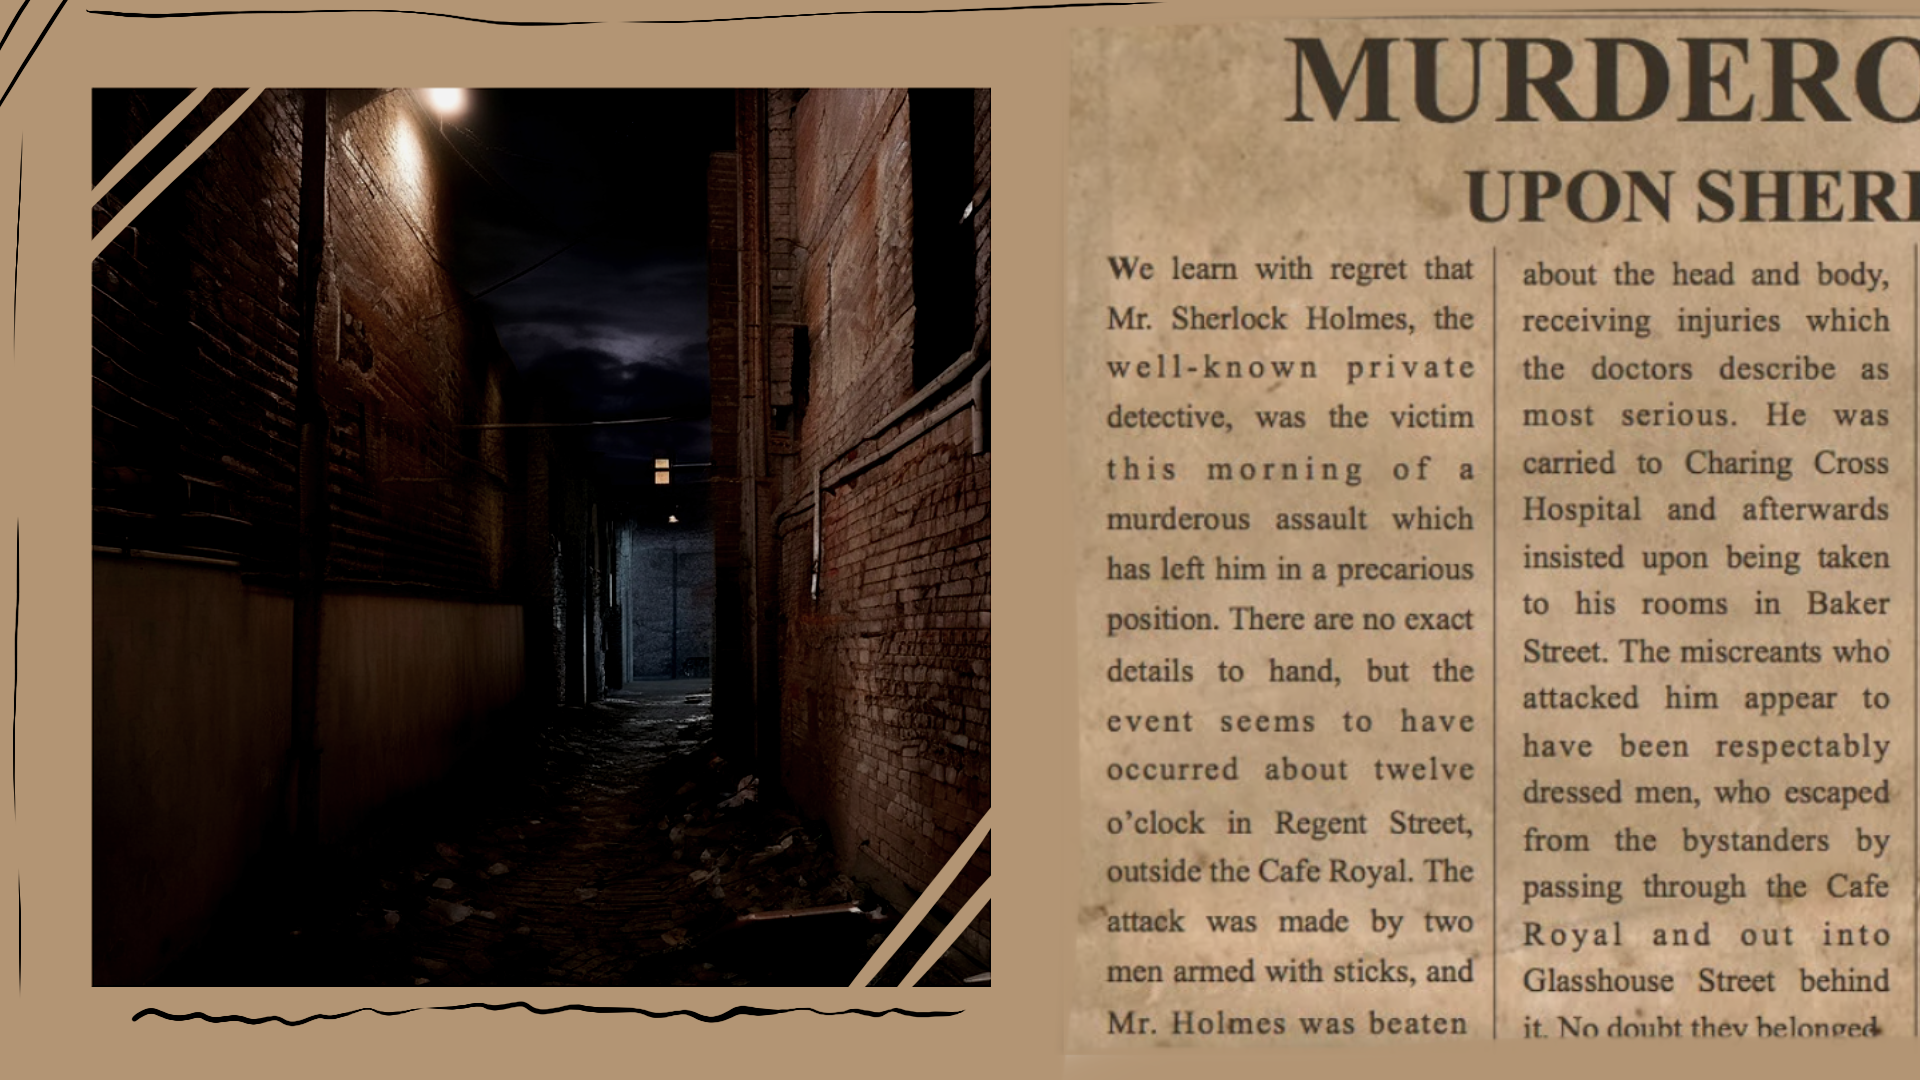 MURDERO
UPON SHERL
We learn with regret that
Mr. Sherlock Holmes, the
well-known private
detective, was the victim
this morning of a
murderous assault which
has left him in a precarious
position. There are no exact
details to hand, but the
event seems to have
occurred about twelve
o’clock in Regent Street,
outside the Cafe Royal. The
attack was made by two
men armed with sticks, and
Mr. Holmes was beaten
about the head and body,
receiving injuries which
the doctors describe as
most serious. He was
carried to Charing Cross
Hospital and afterwards
insisted upon being taken
to his rooms in Baker
Street. The miscreants who
attacked him appear to
have been respectably
dressed men, who escaped
from the bystanders by
passing through the Cafe
Royal and out into
Glasshouse Street behind
it. No doubt they belonged